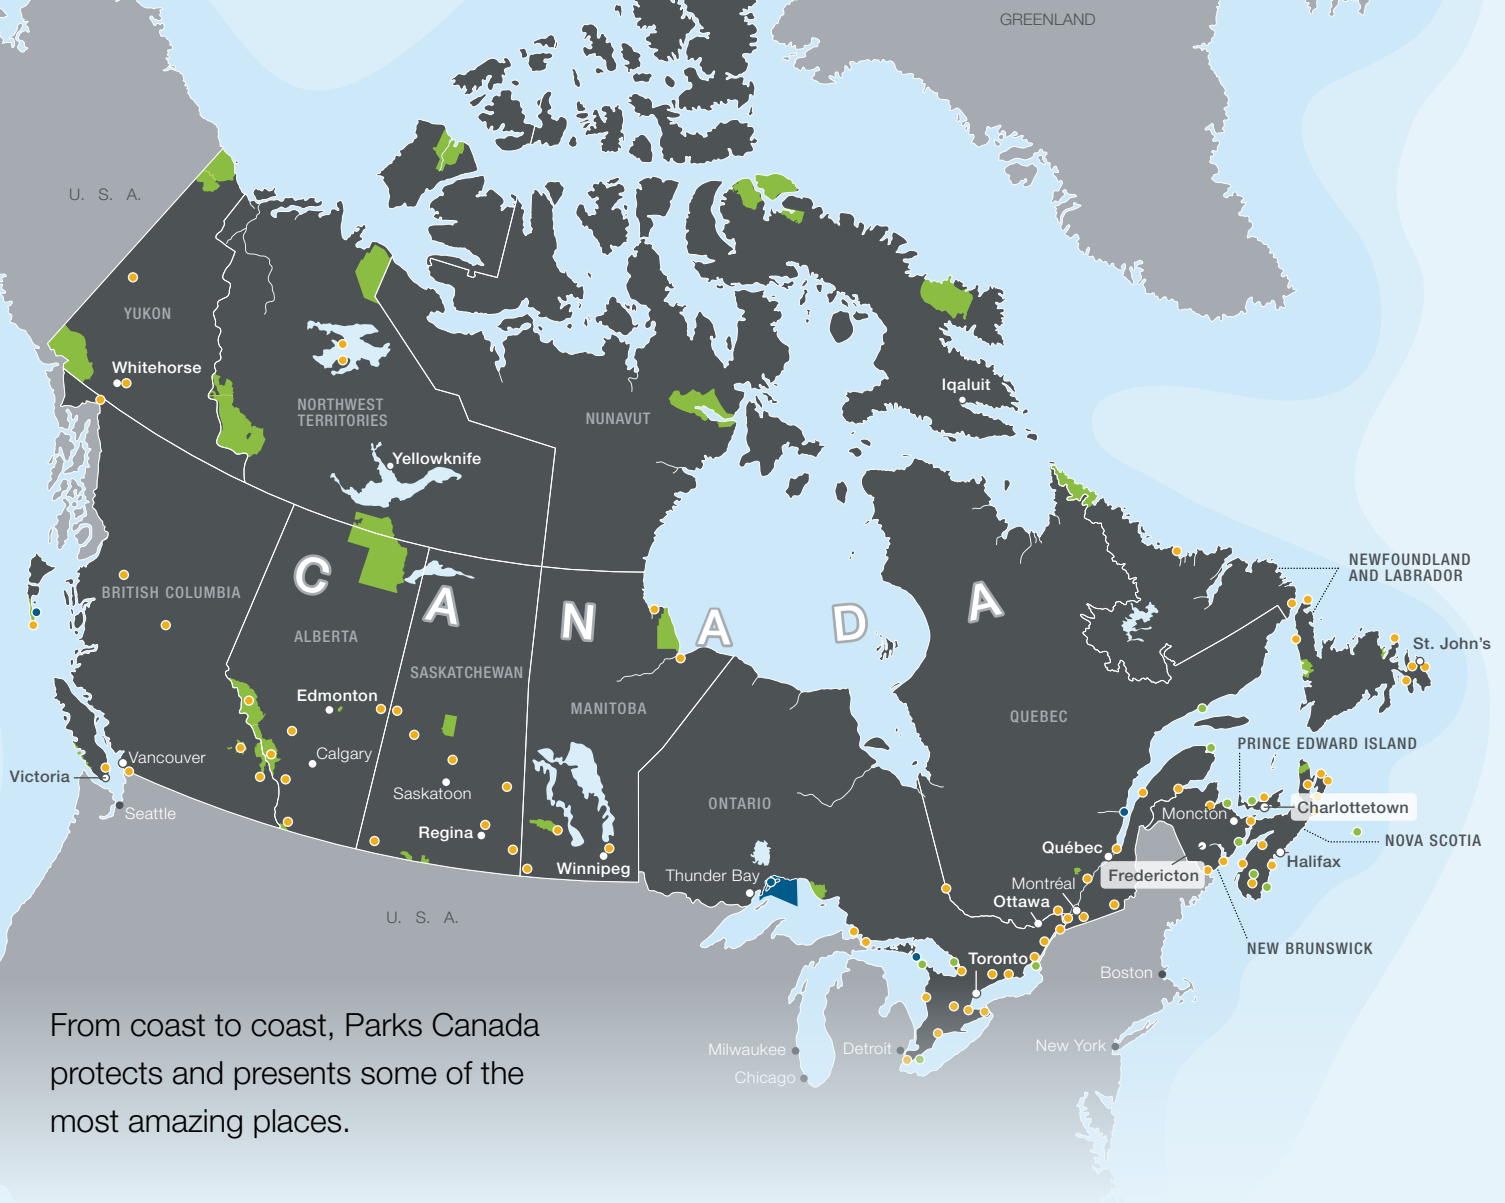 GREENLAND
U. S. A.
YUKON
Whitehorse
NORTHWEST
TERRITORIES
NUNAVUT
Iqaluit
Yellowknife
NEWFOUNDLAND
AND LABRADOR
CANADA
BRITISH COLUMBIA
ALBERTA
SASKATCHEWAN
MANITOBA
QUEBEC
ONTARIO
St. John's
Edmonton
PRINCE EDWARD ISLAND
Calgary
Vancouver
Victoria
Seattle
Saskatoon
Regina
Winnipeg
Thunder Bay
Moncton
Charlottetown
NOVA SCOTIA
Halifax
Québec
Fredericton
Montréal
Ottawa
NEW BRUNSWICK
U. S. A.
Toronto
Boston
New York
Milwaukee
Detroit
Chicago
From coast to coast, Parks Canada
protects and presents some of the
most amazing places.